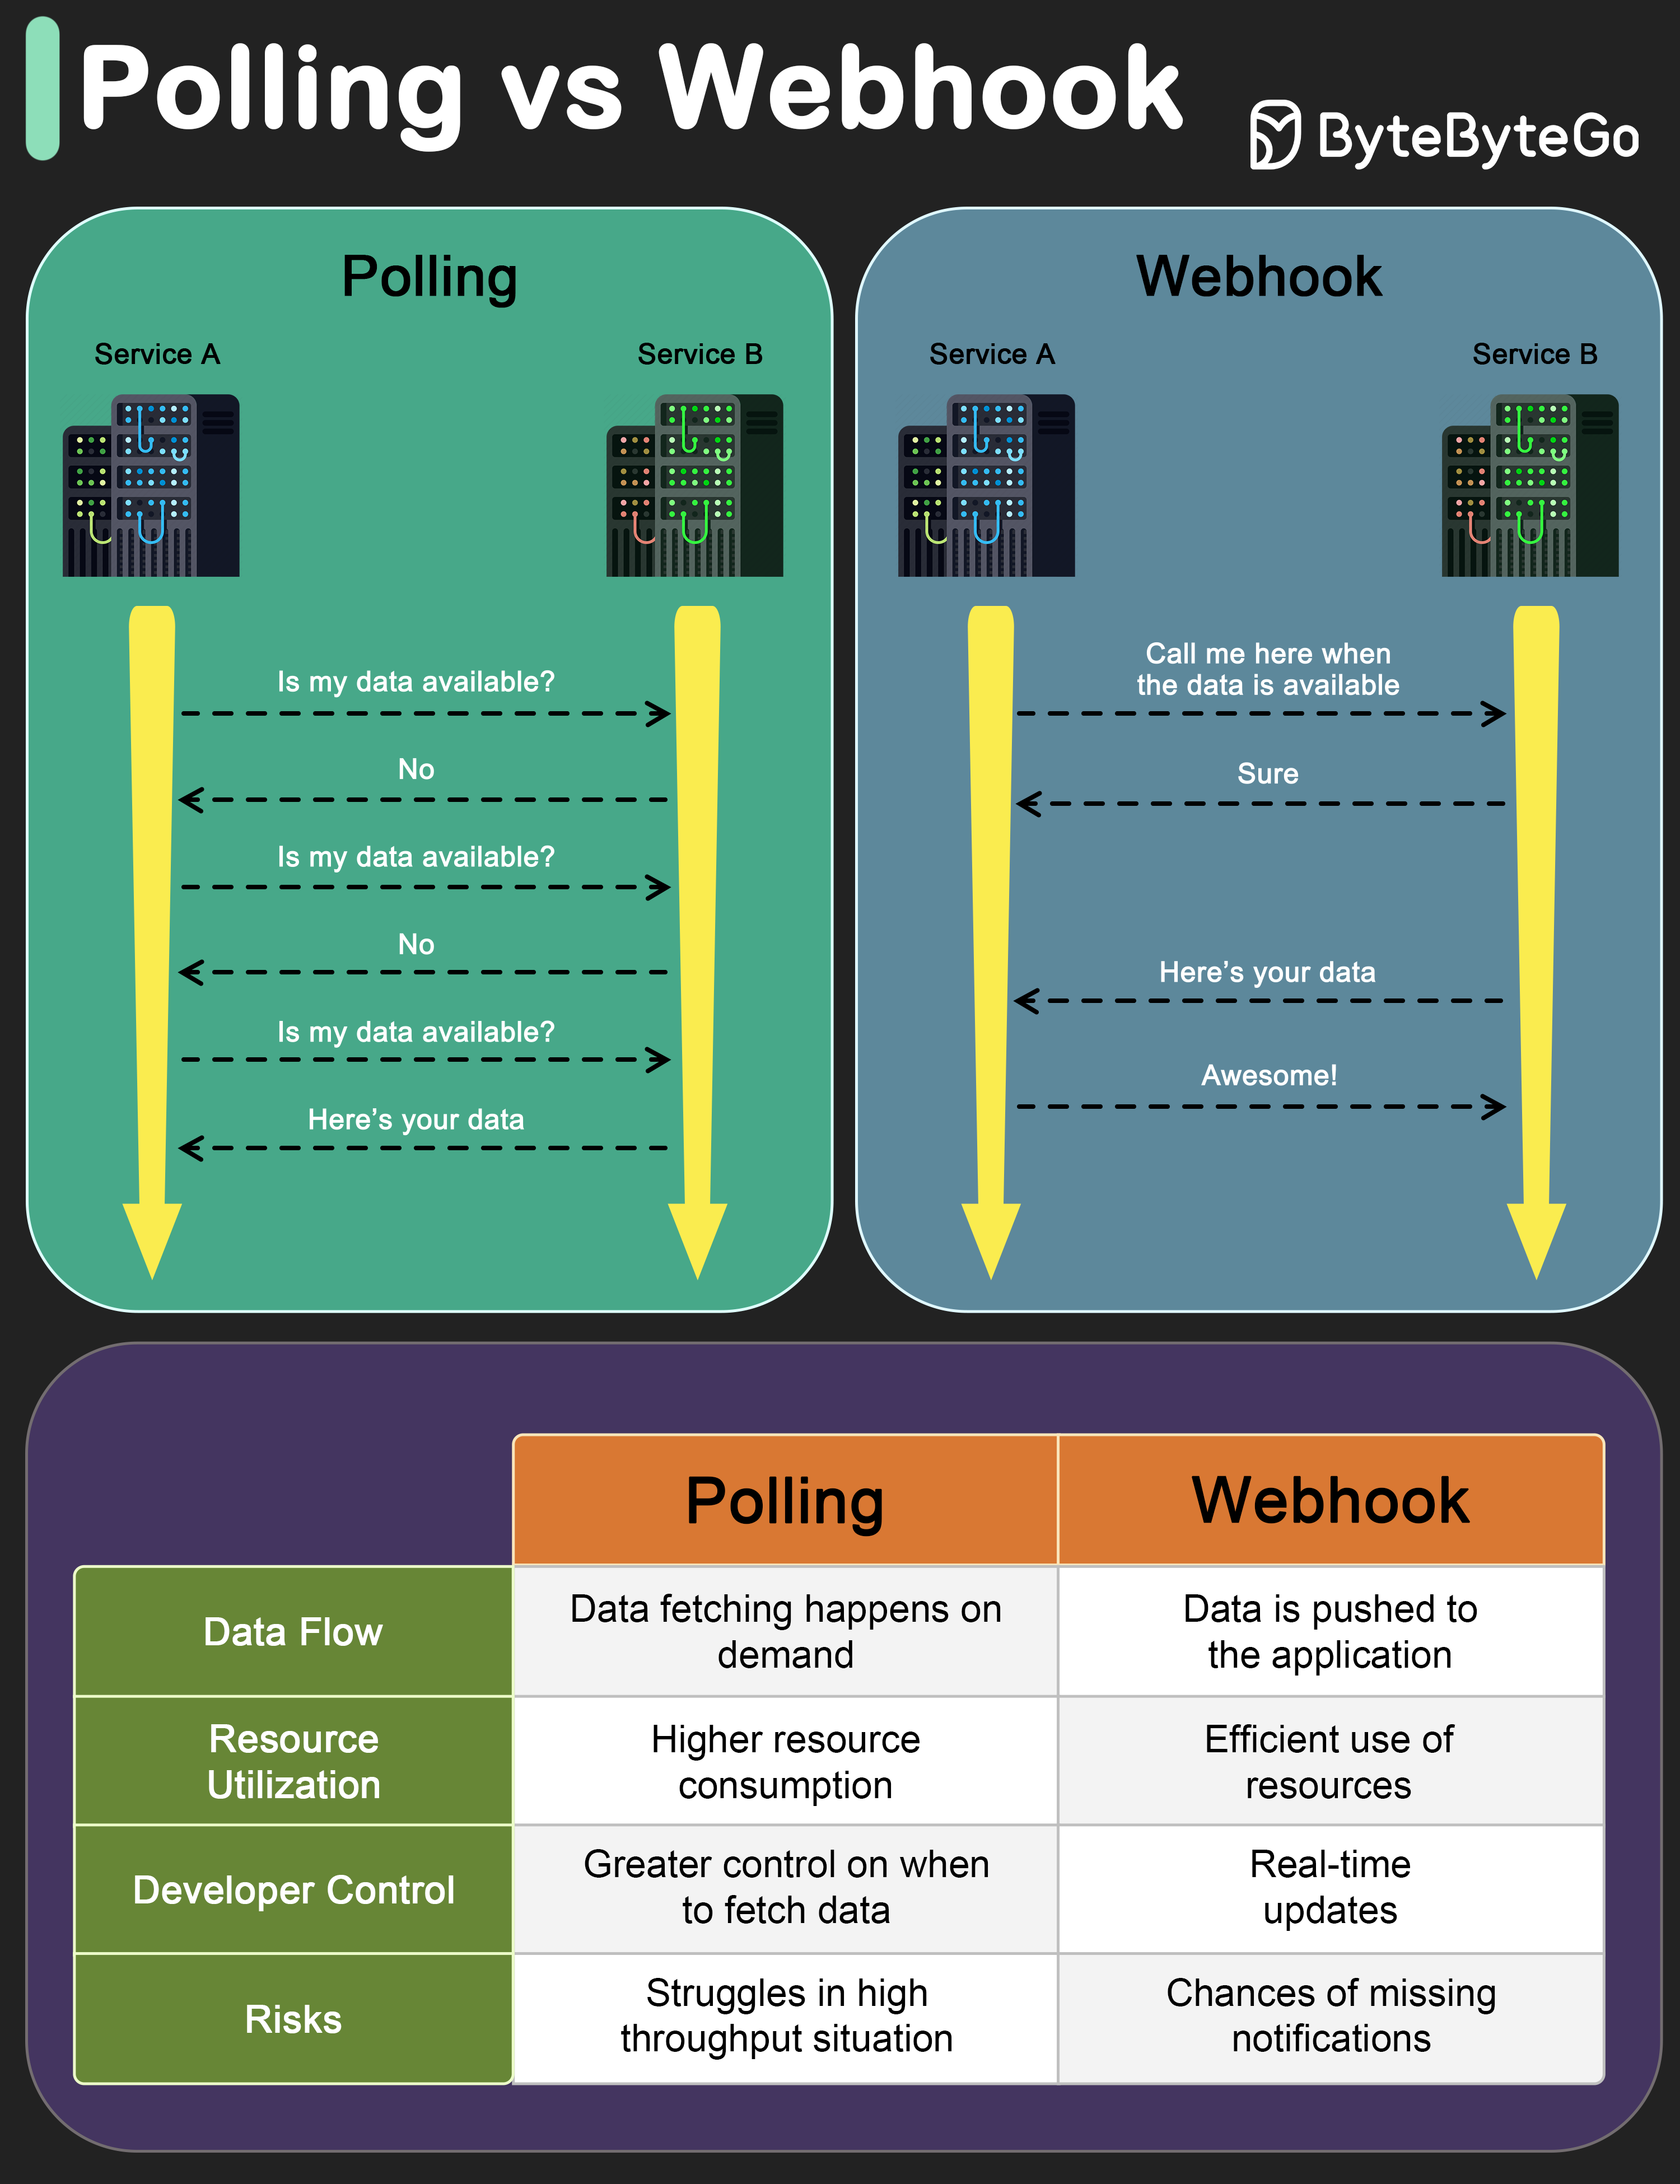 Polling vs Webhook
ByteByteGo
Polling
Service A
Service B
Is my data available?
No
Is my data available?
No
Is my data available?
Here’s your data
Webhook
Service A
Service B
Call me here when
the data is available
Sure
Here’s your data
Awesome!
Polling
Webhook
Data Flow
Data fetching happens on
demand
Data is pushed to
the application
Resource
Utilization
Higher resource
consumption
Efficient use of
resources
Developer Control
Greater control on when
to fetch data
Real-time
updates
Risks
Struggles in high
throughput situation
Chances of missing
notifications